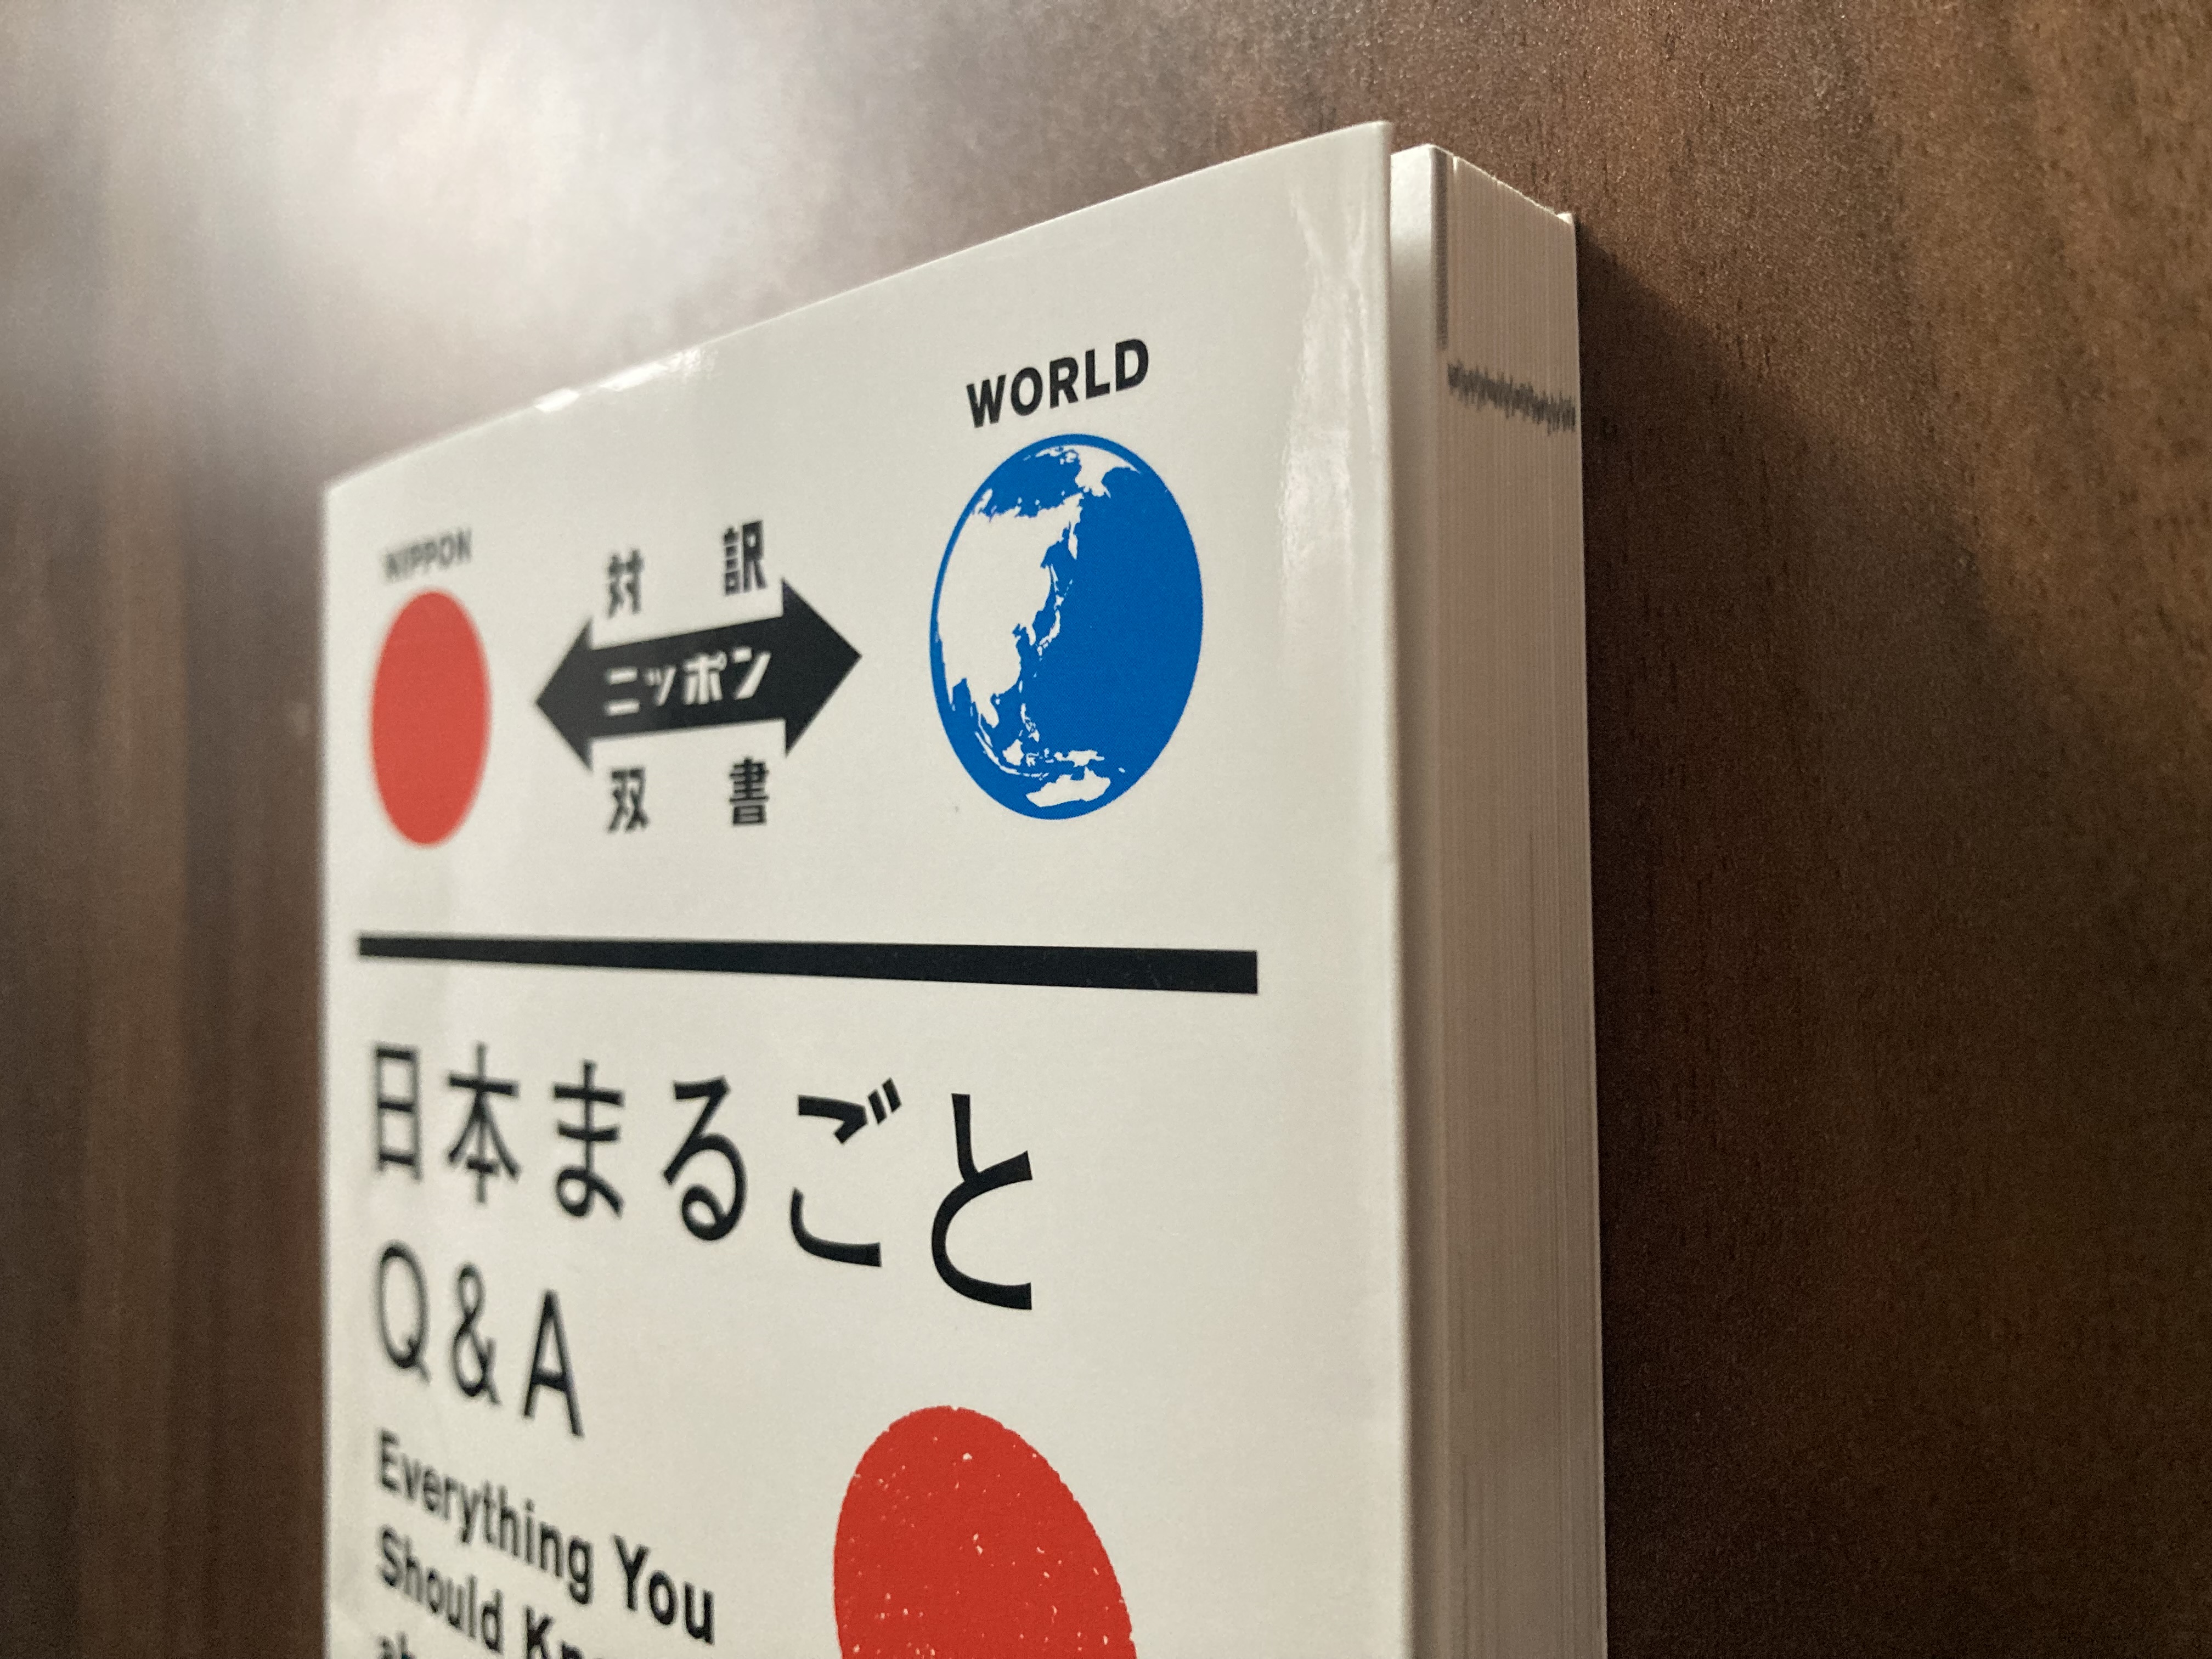 WORLD
NIPPON
対訳
ニッポン
双書
日本まるごと
Q&A
Everything You
Should